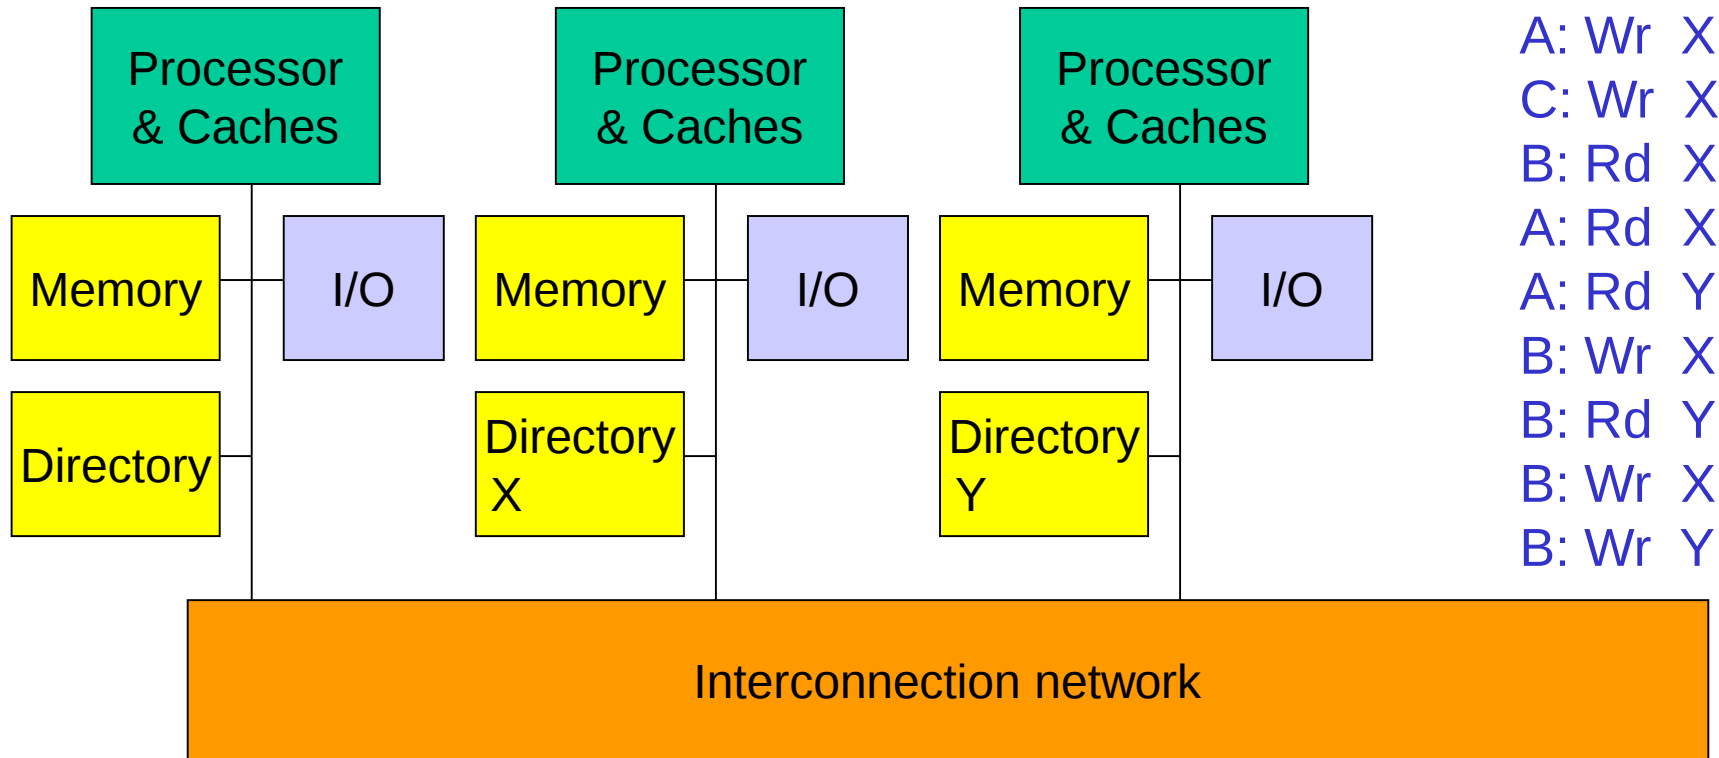 Processor
& Caches
Processor
& Caches
Processor
& Caches
Memory
I/O
Memory
I/O
Memory
I/O
Directory
Directory
X
Directory
Y
Interconnection network
A: Wr X
C: Wr X
B: Rd X
A: Rd X
A: Rd Y
B: Wr X
B: Rd Y
B: Wr X
B: Wr Y